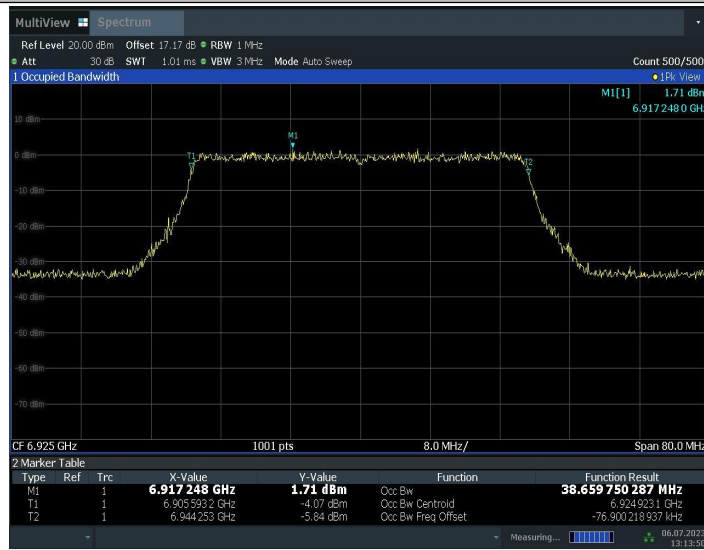 MultiView Spectrum
Ref Level 20.00 dBm Offset 17.17 dB RBW 1 MHz
Att 30 dB SWT 1.01 ms VBW 3 MHz Mode Auto Sweep Count 500/500
1 Occupied Bandwidth 1Pk View
M1[1] 1.71 dBm
6.917 248 0 GHz
10 dBm
M1
0 dBm
T1
T2
-10 dBm
-20 dBm
-30 dBm
-40 dBm
-50 dBm
-60 dBm
-70 dBm
CF 6.925 GHz 1001 pts 8.0 MHz/ Span 80.0 MHz
2 Marker Table
Type Ref Trc X-Value Y-Value Function Function Result
M1 1 6.917 248 GHz 1.71 dBm Occ Bw 38.659 750 287 MHz
T1 1 6.905 593 2 GHz -4.07 dBm Occ Bw Centroid 6.924 923 1 GHz
T2 1 6.944 253 GHz -5.84 dBm Occ Bw Freq Offset -76.900 218 937 kHz
Measuring... 06.07.2023
13:13:50